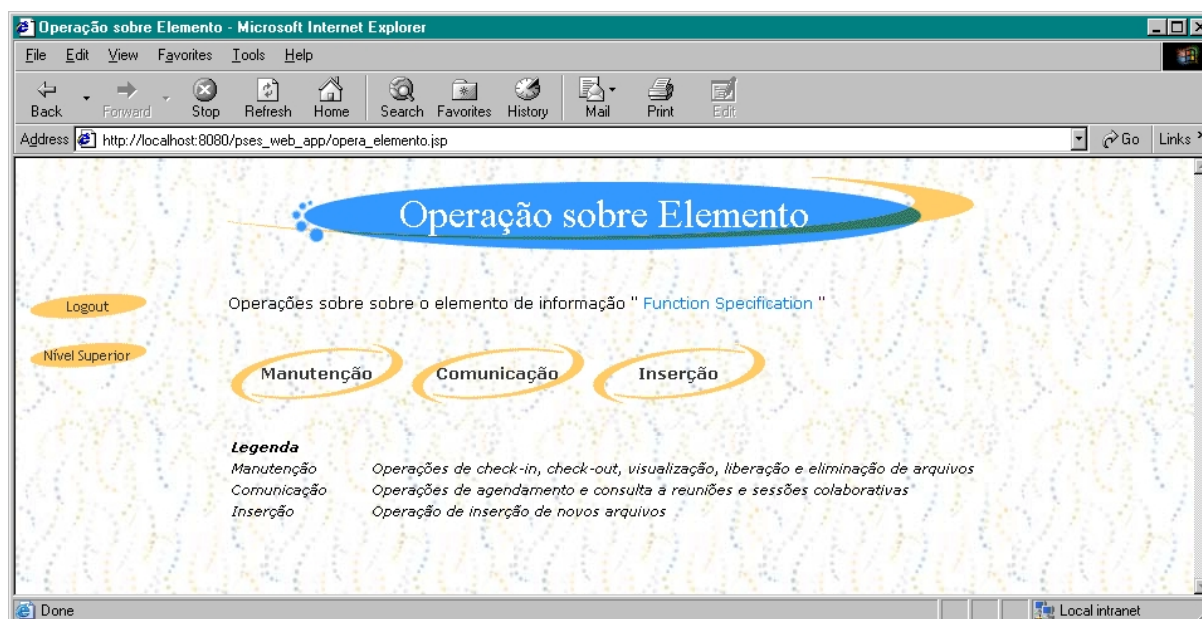 Operação sobre Elemento - Microsoft Internet Explorer
File Edit View Favorites Tools Help
Back Forward Stop Refresh Home Search Favorites History Mail Print Edit
Address http://localhost:8080/pses_web_app/opera_elemento.jsp Go Links
Operação sobre Elemento
Logout
Operações sobre sobre o elemento de informação " Function Specification "
Nível Superior
Manutenção Comunicação Inserção
Legenda
Manutenção Operações de check-in, check-out, visualização, liberação e eliminação de arquivos
Comunicação Operações de agendamento e consulta a reuniões e sessões colaborativas
Inserção Operação de inserção de novos arquivos
Done Local intranet